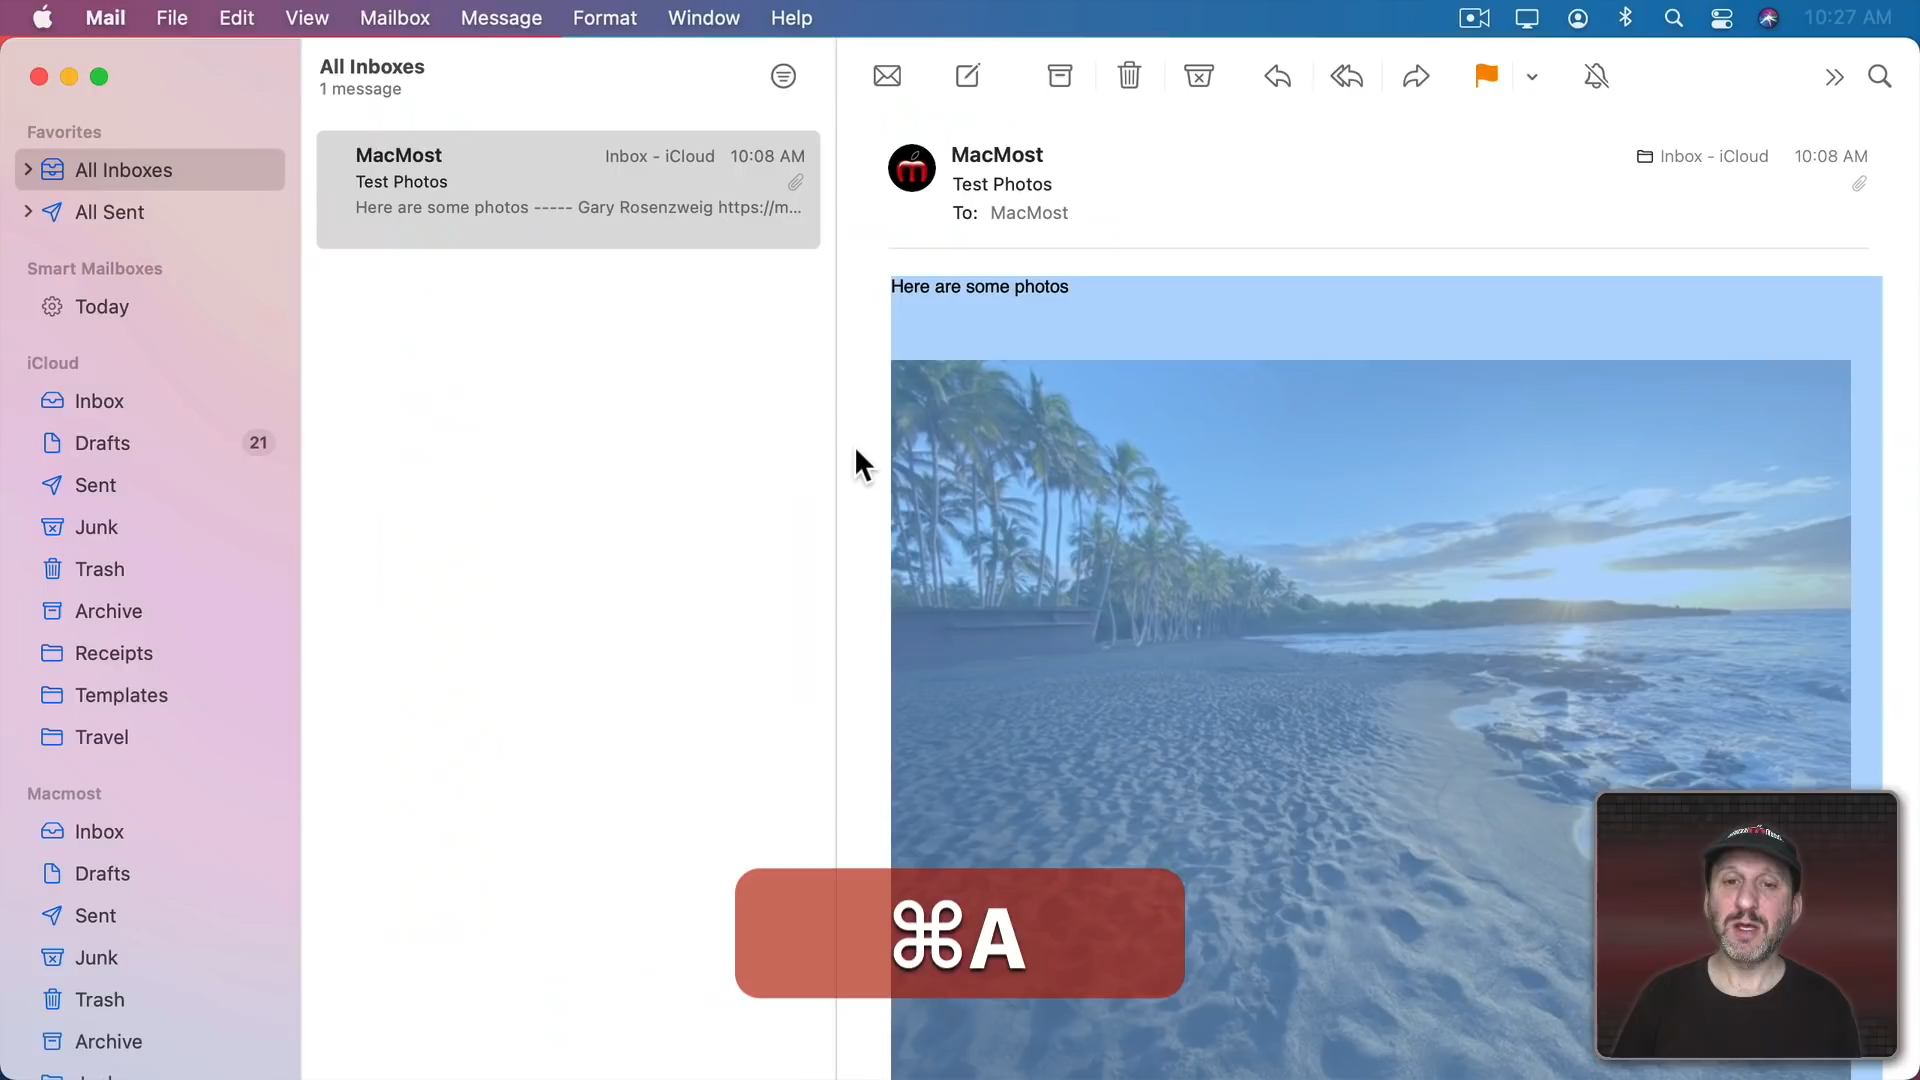 Mail File Edit View Mailbox Message Format Window Help 10:27 AM
All Inboxes
1 message
Favorites
All Inboxes
All Sent
Smart Mailboxes
Today
iCloud
Inbox
Drafts 21
Sent
Junk
Trash
Archive
Receipts
Templates
Travel
Macmost
Inbox
Drafts
Sent
Junk
Trash
Archive
MacMost Inbox - iCloud 10:08 AM
Test Photos
Here are some photos ----- Gary Rosenzweig https://m...
MacMost Inbox - iCloud 10:08 AM
Test Photos
To: MacMost
Here are some photos
⌘A